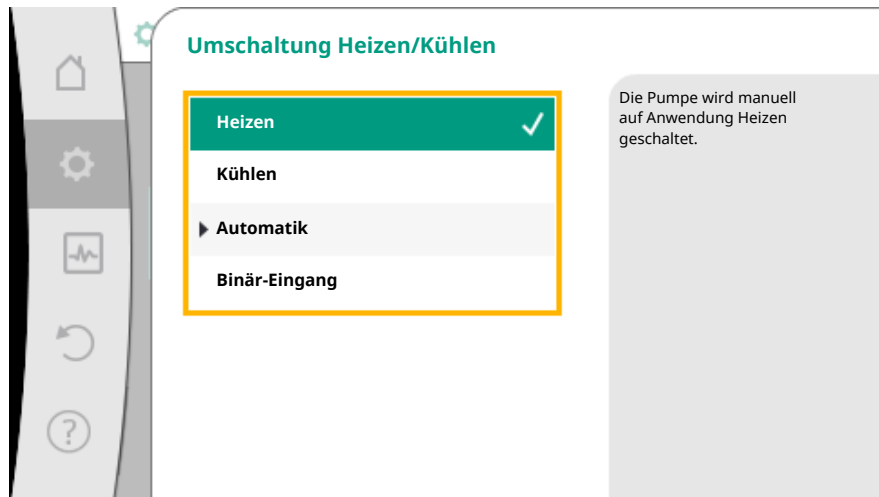 Umschaltung Heizen/Kühlen
Heizen
Kühlen
Automatik
Binär-Eingang
Die Pumpe wird manuell
auf Anwendung Heizen
geschaltet.